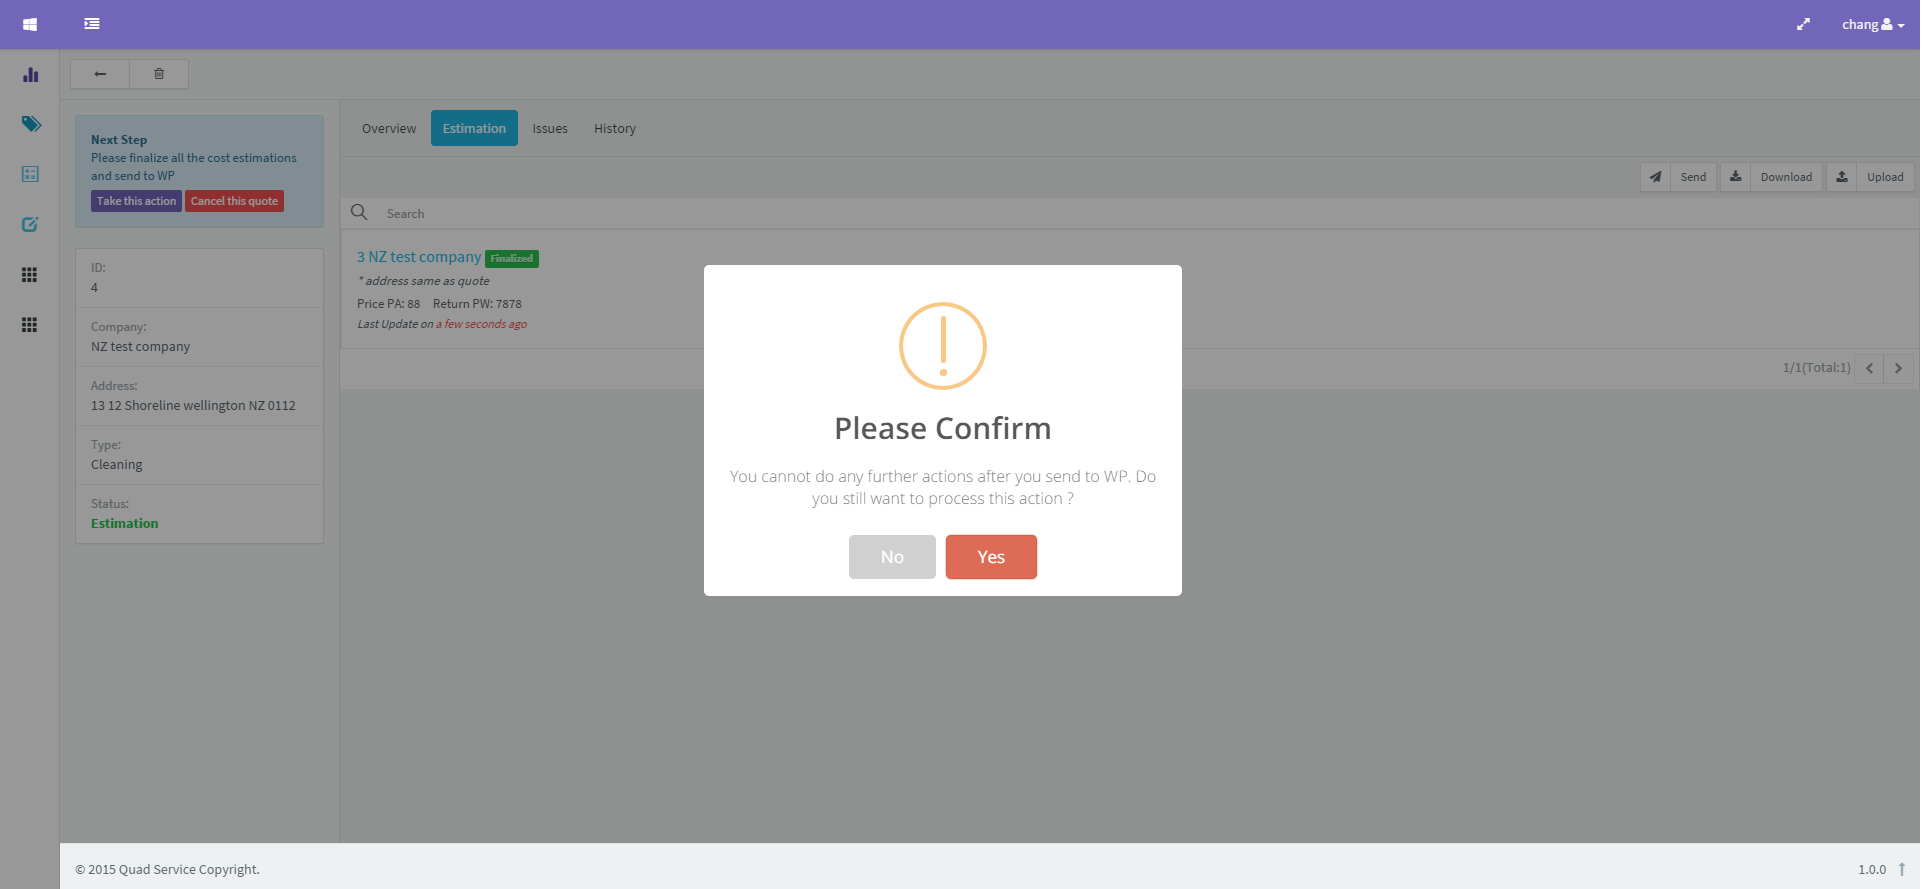 chang
Next Step
Please finalize all the cost estimations
and send to WP
Take this action Cancel this quote
ID:
4
Company:
NZ test company
Address:
13 12 Shoreline wellington NZ 0112
Type:
Cleaning
Status:
Estimation
Overview Estimation Issues History
Send Download Upload
Search
3 NZ test company Finalized
* address same as quote
Price PA: 88 Return PW: 7878
Last Update on a few seconds ago
1/1(Total:1)
Please Confirm
You cannot do any further actions after you send to WP. Do
you still want to process this action ?
No Yes
© 2015 Quad Service Copyright.
1.0.0